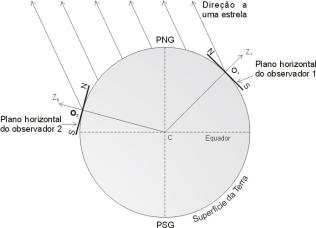 Direção a
uma estrela
PNG
N
Z₁
O₁
Plano horizontal
do observador 1
S
N
Z₂
O₂
Plano horizontal
do observador 2
S
C
Equador
Superfície da Terra
PSG